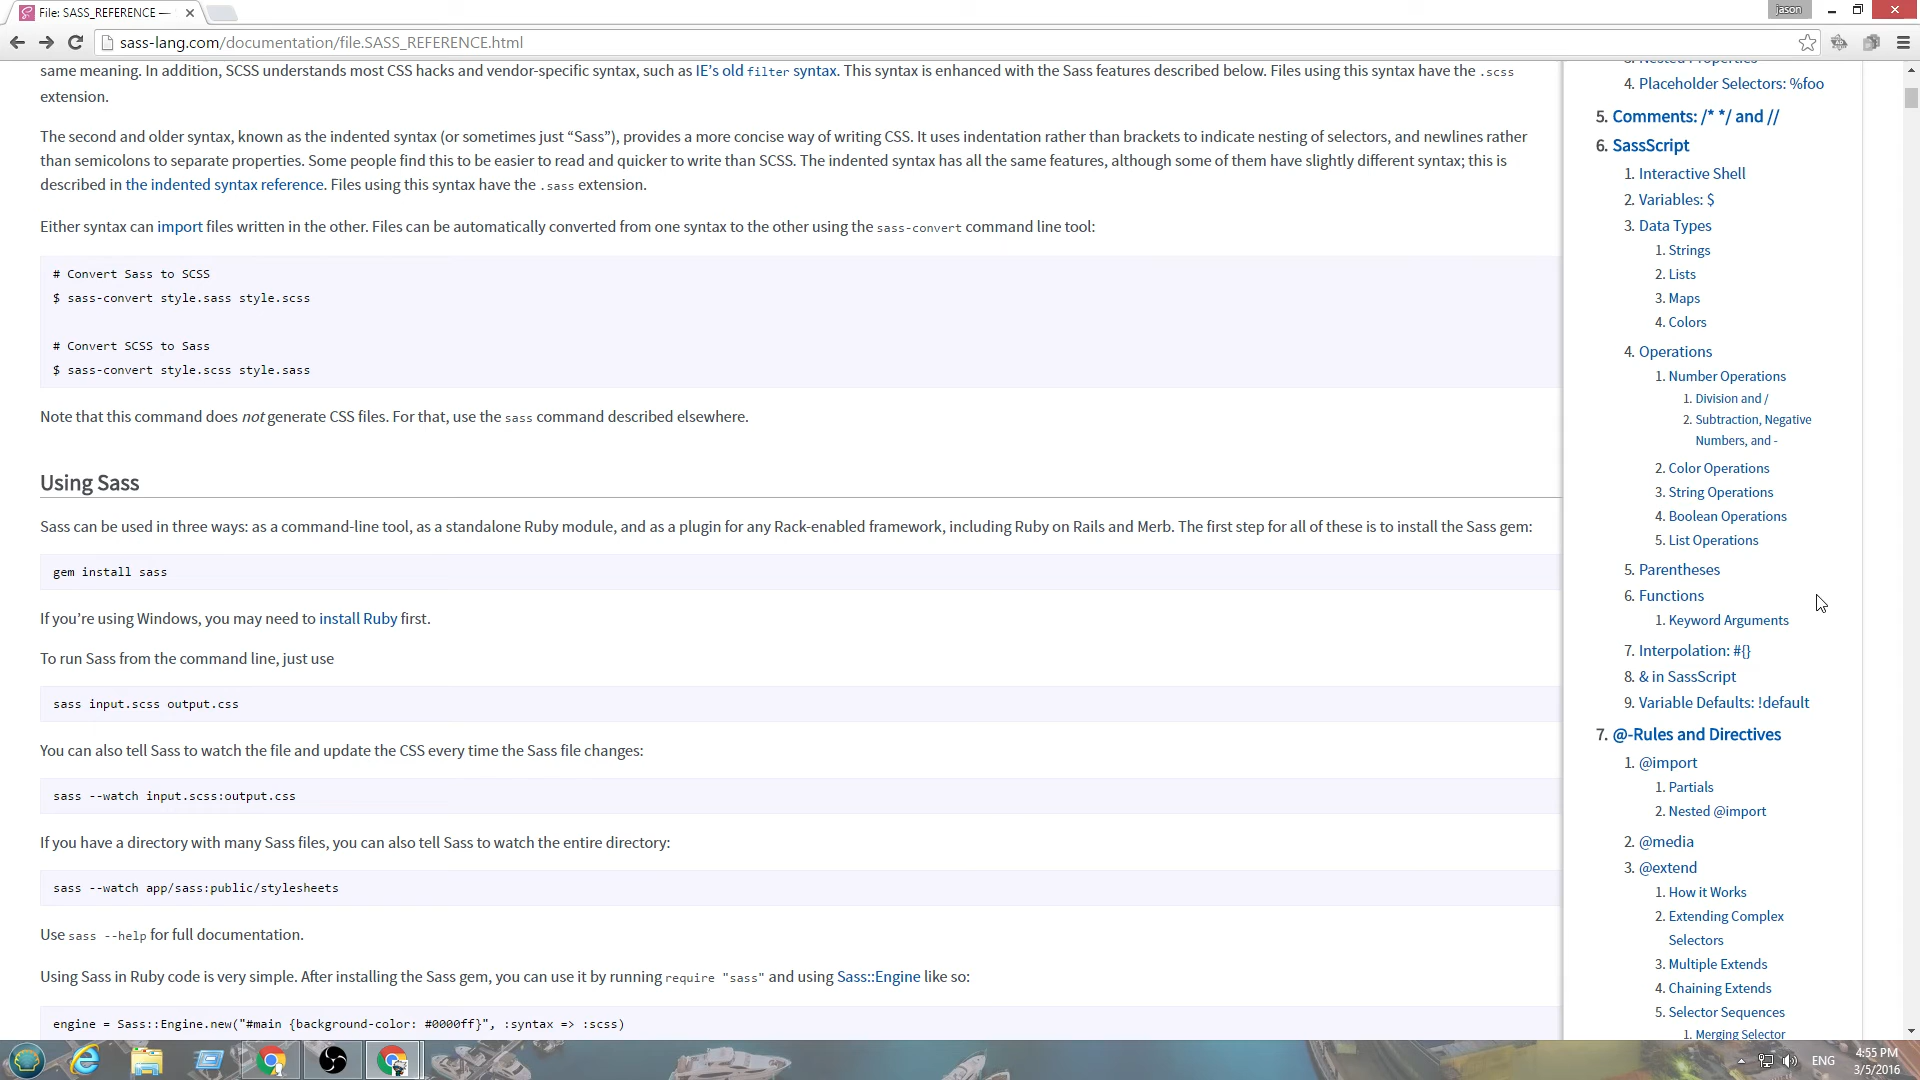 File: SASS_REFERENCE —
jason
sass-lang.com/documentation/file.SASS_REFERENCE.html
same meaning. In addition, SCSS understands most CSS hacks and vendor-specific syntax, such as IE's old filter syntax. This syntax is enhanced with the Sass features described below. Files using this syntax have the .scss
extension.
The second and older syntax, known as the indented syntax (or sometimes just “Sass”), provides a more concise way of writing CSS. It uses indentation rather than brackets to indicate nesting of selectors, and newlines rather
than semicolons to separate properties. Some people find this to be easier to read and quicker to write than SCSS. The indented syntax has all the same features, although some of them have slightly different syntax; this is
described in the indented syntax reference. Files using this syntax have the .sass extension.
Either syntax can import files written in the other. Files can be automatically converted from one syntax to the other using the sass-convert command line tool:
# Convert Sass to SCSS
$ sass-convert style.sass style.scss
# Convert SCSS to Sass
$ sass-convert style.scss style.sass
Note that this command does not generate CSS files. For that, use the sass command described elsewhere.
Using Sass
Sass can be used in three ways: as a command-line tool, as a standalone Ruby module, and as a plugin for any Rack-enabled framework, including Ruby on Rails and Merb. The first step for all of these is to install the Sass gem:
gem install sass
If you’re using Windows, you may need to install Ruby first.
To run Sass from the command line, just use
sass input.scss output.css
You can also tell Sass to watch the file and update the CSS every time the Sass file changes:
sass --watch input.scss:output.css
If you have a directory with many Sass files, you can also tell Sass to watch the entire directory:
sass --watch app/sass:public/stylesheets
Use sass --help for full documentation.
Using Sass in Ruby code is very simple. After installing the Sass gem, you can use it by running require "sass" and using Sass::Engine like so:
engine = Sass::Engine.new("#main {background-color: #0000ff}", :syntax => :scss)
3. Nested Properties
4. Placeholder Selectors: %foo
5. Comments: /* */ and //
6. SassScript
1. Interactive Shell
2. Variables: $
3. Data Types
1. Strings
2. Lists
3. Maps
4. Colors
4. Operations
1. Number Operations
1. Division and /
2. Subtraction, Negative
Numbers, and -
2. Color Operations
3. String Operations
4. Boolean Operations
5. List Operations
5. Parentheses
6. Functions
1. Keyword Arguments
7. Interpolation: #{}
8. & in SassScript
9. Variable Defaults: !default
7. @-Rules and Directives
1. @import
1. Partials
2. Nested @import
2. @media
3. @extend
1. How it Works
2. Extending Complex
Selectors
3. Multiple Extends
4. Chaining Extends
5. Selector Sequences
1. Merging Selector
ENG
4:55 PM
3/5/2016